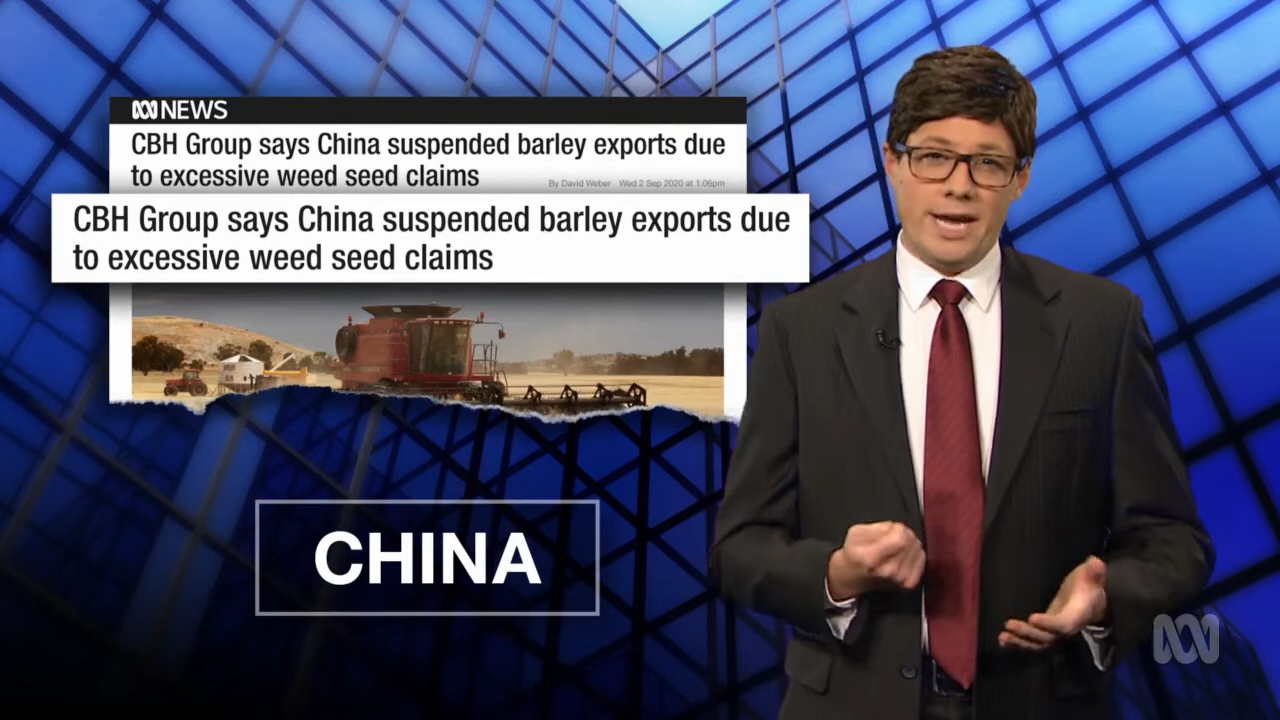 NEWS
CBH Group says China suspended barley exports due
to excessive weed seed claims
By David Weber Wed 2 Sep 2020 at 1.06pm
CBH Group says China suspended barley exports due
to excessive weed seed claims
CHINA